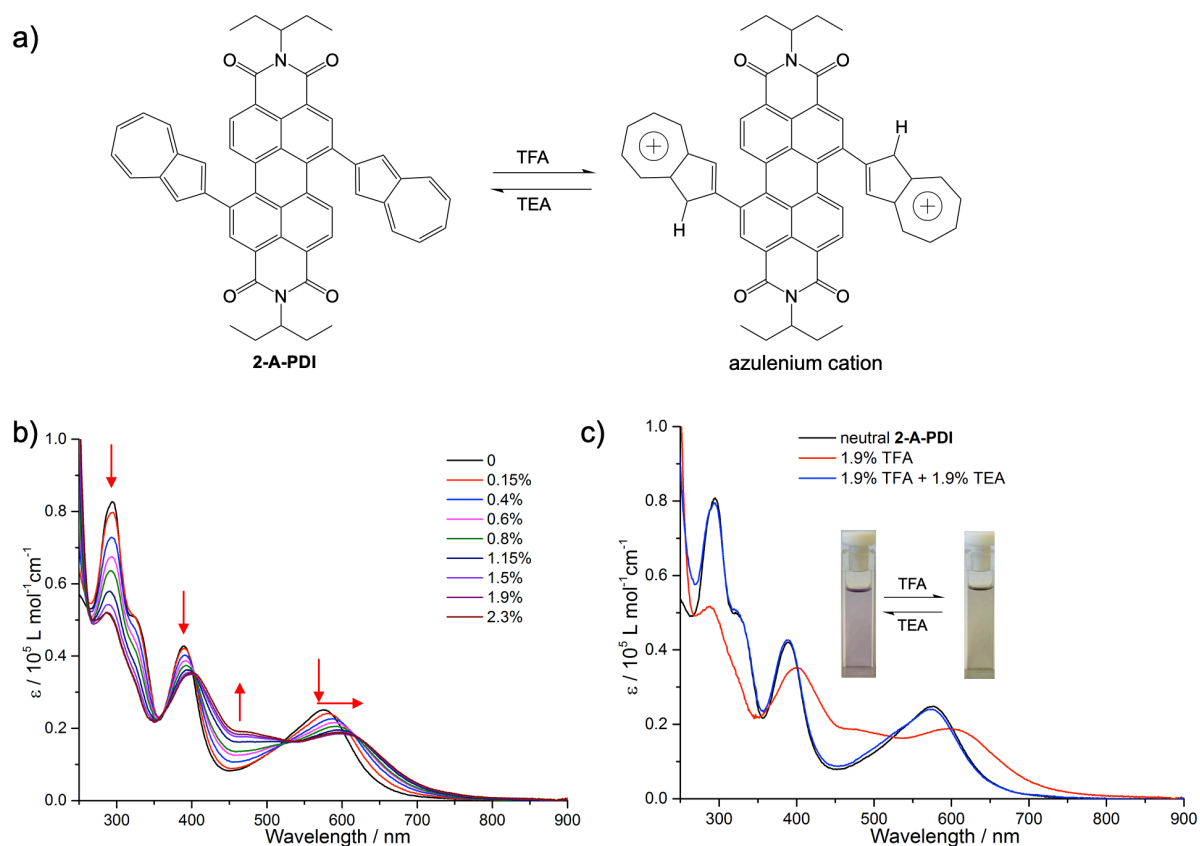 a)
O N O
O N O
TFA
TEA
O N O
O N O
H
H
+
+
2-A-PDI
azulenium cation
b)
ε / 10⁵ L mol⁻¹cm⁻¹
1.0
0.8
0.6
0.4
0.2
0.0
300 400 500 600 700 800 900
Wavelength / nm
0
0.15%
0.4%
0.6%
0.8%
1.15%
1.5%
1.9%
2.3%
c)
ε / 10⁵ L mol⁻¹cm⁻¹
1.0
0.8
0.6
0.4
0.2
0.0
300 400 500 600 700 800 900
Wavelength / nm
neutral 2-A-PDI
1.9% TFA
1.9% TFA + 1.9% TEA
TFA
TEA